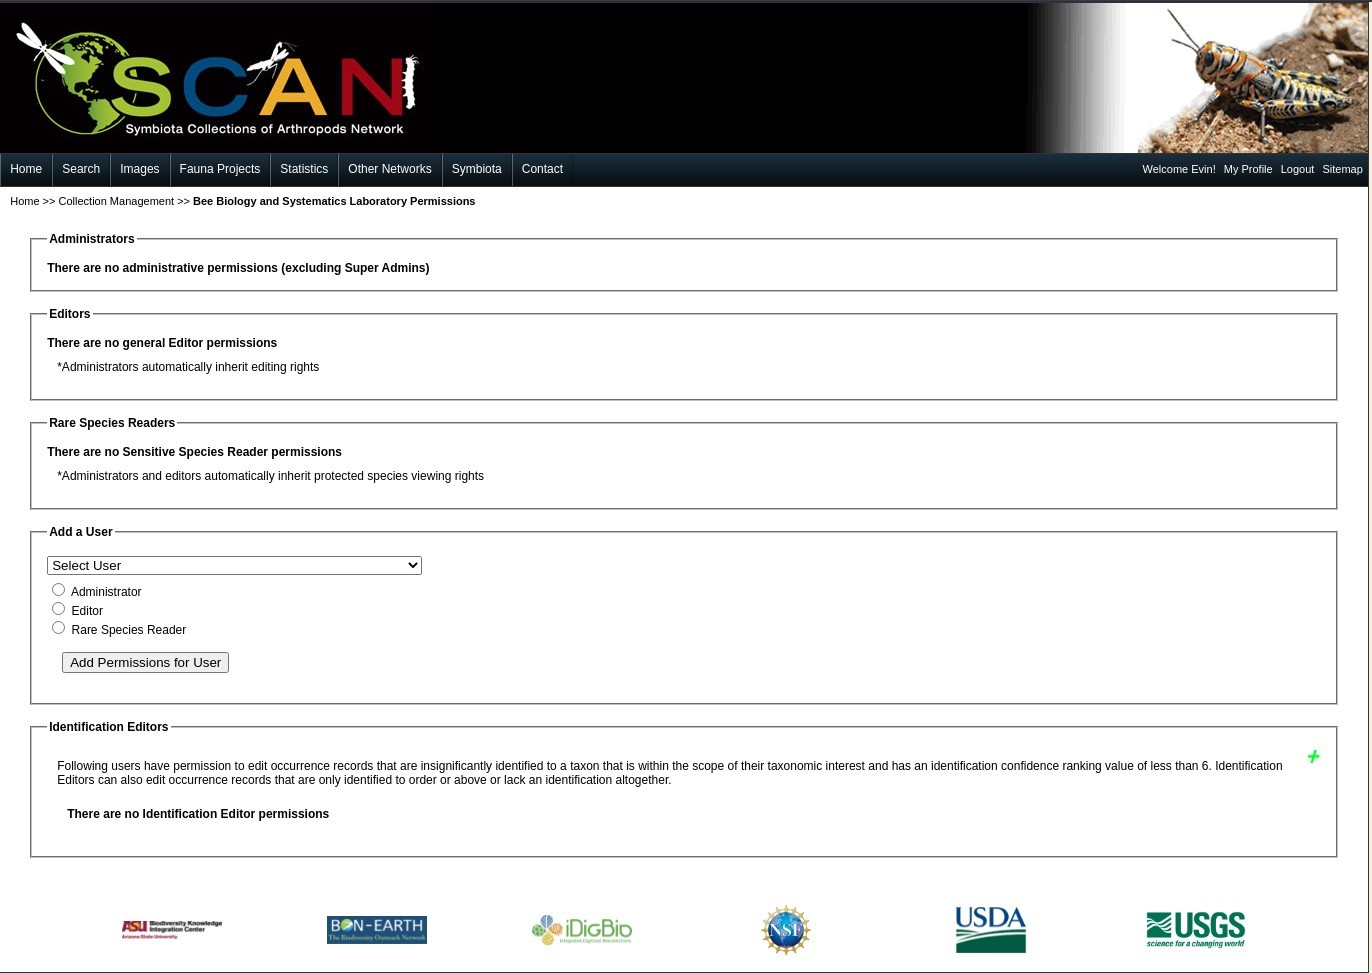 SCAN
Symbiota Collections of Arthropods Network
Home Search Images Fauna Projects Statistics Other Networks Symbiota Contact Welcome Evin! My Profile Logout Sitemap
Home >> Collection Management >> Bee Biology and Systematics Laboratory Permissions
Administrators
There are no administrative permissions (excluding Super Admins)
Editors
There are no general Editor permissions
*Administrators automatically inherit editing rights
Rare Species Readers
There are no Sensitive Species Reader permissions
*Administrators and editors automatically inherit protected species viewing rights
Add a User
Select User
Administrator
Editor
Rare Species Reader
Add Permissions for User
Identification Editors
Following users have permission to edit occurrence records that are insignificantly identified to a taxon that is within the scope of their taxonomic interest and has an identification confidence ranking value of less than 6. Identification
Editors can also edit occurrence records that are only identified to order or above or lack an identification altogether.
There are no Identification Editor permissions
ASU Biodiversity Knowledge
Integration Center
Arizona State University
BON-EARTH
The Biodiversity Outreach Network
iDigBio
Integrated Digitized Biocollections
NSF
USDA
USGS
science for a changing world